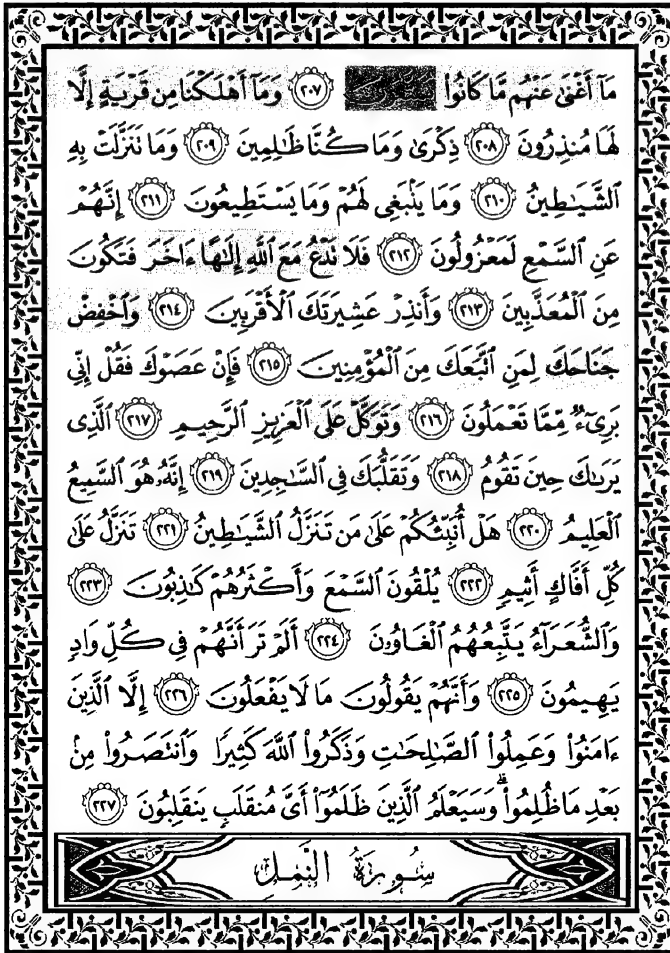 مَآ أَغْنَىٰ عَنْهُم مَّا كَانُوا۟ يُمَتَّعُونَ ﴿٢٠٧﴾ وَمَآ أَهْلَكْنَا مِن قَرْيَةٍ إِلَّا
لَهَا مُنذِرُونَ ﴿٢٠٨﴾ ذِكْرَىٰ وَمَا كُنَّا ظَـٰلِمِينَ ﴿٢٠٩﴾ وَمَا تَنَزَّلَتْ بِهِ
ٱلشَّيَـٰطِينُ ﴿٢١٠﴾ وَمَا يَنۢبَغِى لَهُمْ وَمَا يَسْتَطِيعُونَ ﴿٢١١﴾ إِنَّهُمْ
عَنِ ٱلسَّمْعِ لَمَعْزُولُونَ ﴿٢١٢﴾ فَلَا تَدْعُ مَعَ ٱللَّهِ إِلَـٰهًا ءَاخَرَ فَتَكُونَ
مِنَ ٱلْمُعَذَّبِينَ ﴿٢١٣﴾ وَأَنذِرْ عَشِيرَتَكَ ٱلْأَقْرَبِينَ ﴿٢١٤﴾ وَٱخْفِضْ
جَنَاحَكَ لِمَنِ ٱتَّبَعَكَ مِنَ ٱلْمُؤْمِنِينَ ﴿٢١٥﴾ فَإِنْ عَصَوْكَ فَقُلْ إِنِّى
بَرِىٓءٌ مِّمَّا تَعْمَلُونَ ﴿٢١٦﴾ وَتَوَكَّلْ عَلَى ٱلْعَزِيزِ ٱلرَّحِيمِ ﴿٢١٧﴾ ٱلَّذِى
يَرَىٰكَ حِينَ تَقُومُ ﴿٢١٨﴾ وَتَقَلُّبَكَ فِى ٱلسَّـٰجِدِينَ ﴿٢١٩﴾ إِنَّهُۥ هُوَ ٱلسَّمِيعُ
ٱلْعَلِيمُ ﴿٢٢٠﴾ هَلْ أُنَبِّئُكُمْ عَلَىٰ مَن تَنَزَّلُ ٱلشَّيَـٰطِينُ ﴿٢٢١﴾ تَنَزَّلُ عَلَىٰ
كُلِّ أَفَّاكٍ أَثِيمٍ ﴿٢٢٢﴾ يُلْقُونَ ٱلسَّمْعَ وَأَكْثَرُهُمْ كَـٰذِبُونَ ﴿٢٢٣﴾
وَٱلشُّعَرَآءُ يَتَّبِعُهُمُ ٱلْغَاوُۥنَ ﴿٢٢٤﴾ أَلَمْ تَرَ أَنَّهُمْ فِى كُلِّ وَادٍ
يَهِيمُونَ ﴿٢٢٥﴾ وَأَنَّهُمْ يَقُولُونَ مَا لَا يَفْعَلُونَ ﴿٢٢٦﴾ إِلَّا ٱلَّذِينَ
ءَامَنُوا۟ وَعَمِلُوا۟ ٱلصَّـٰلِحَـٰتِ وَذَكَرُوا۟ ٱللَّهَ كَثِيرًا وَٱنتَصَرُوا۟ مِنۢ
بَعْدِ مَا ظُلِمُوا۟ ۗ وَسَيَعْلَمُ ٱلَّذِينَ ظَلَمُوٓا۟ أَىَّ مُنقَلَبٍ يَنقَلِبُونَ ﴿٢٢٧﴾
سُورَةُ النَّمْلِ